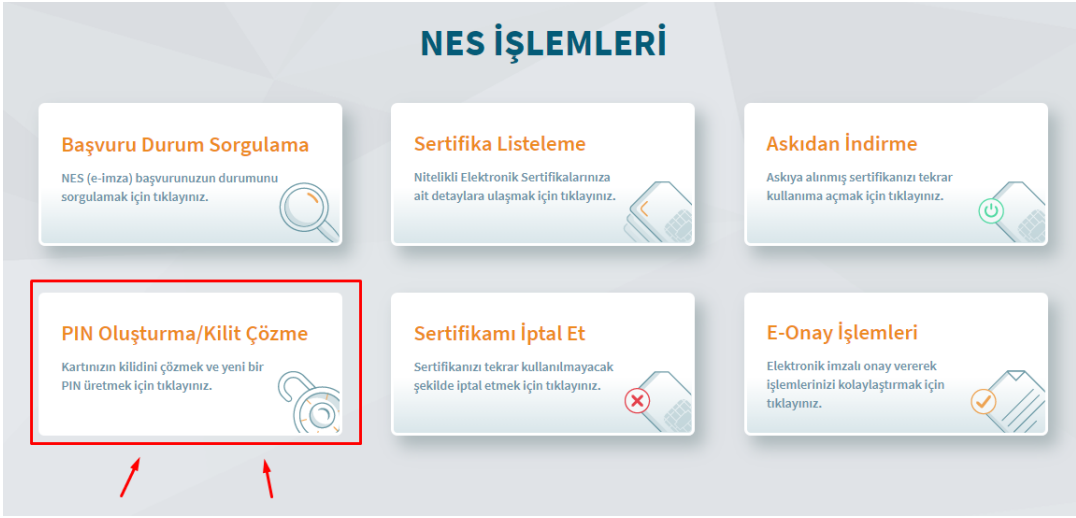 NES İŞLEMLERİ
Başvuru Durum Sorgulama
NES (e-imza) başvurunuzun durumunu
sorgulamak için tıklayınız.
Sertifika Listeleme
Nitelikli Elektronik Sertifikalarınıza
ait detaylara ulaşmak için tıklayınız.
Askıdan İndirme
Askıya alınmış sertifikanızı tekrar
kullanıma açmak için tıklayınız.
PIN Oluşturma/Kilit Çözme
Kartınızın kilidini çözmek ve yeni bir
PIN üretmek için tıklayınız.
Sertifikamı İptal Et
Sertifikanızı tekrar kullanılmayacak
şekilde iptal etmek için tıklayınız.
E-Onay İşlemleri
Elektronik imzalı onay vererek
işlemlerinizi kolaylaştırmak için
tıklayınız.